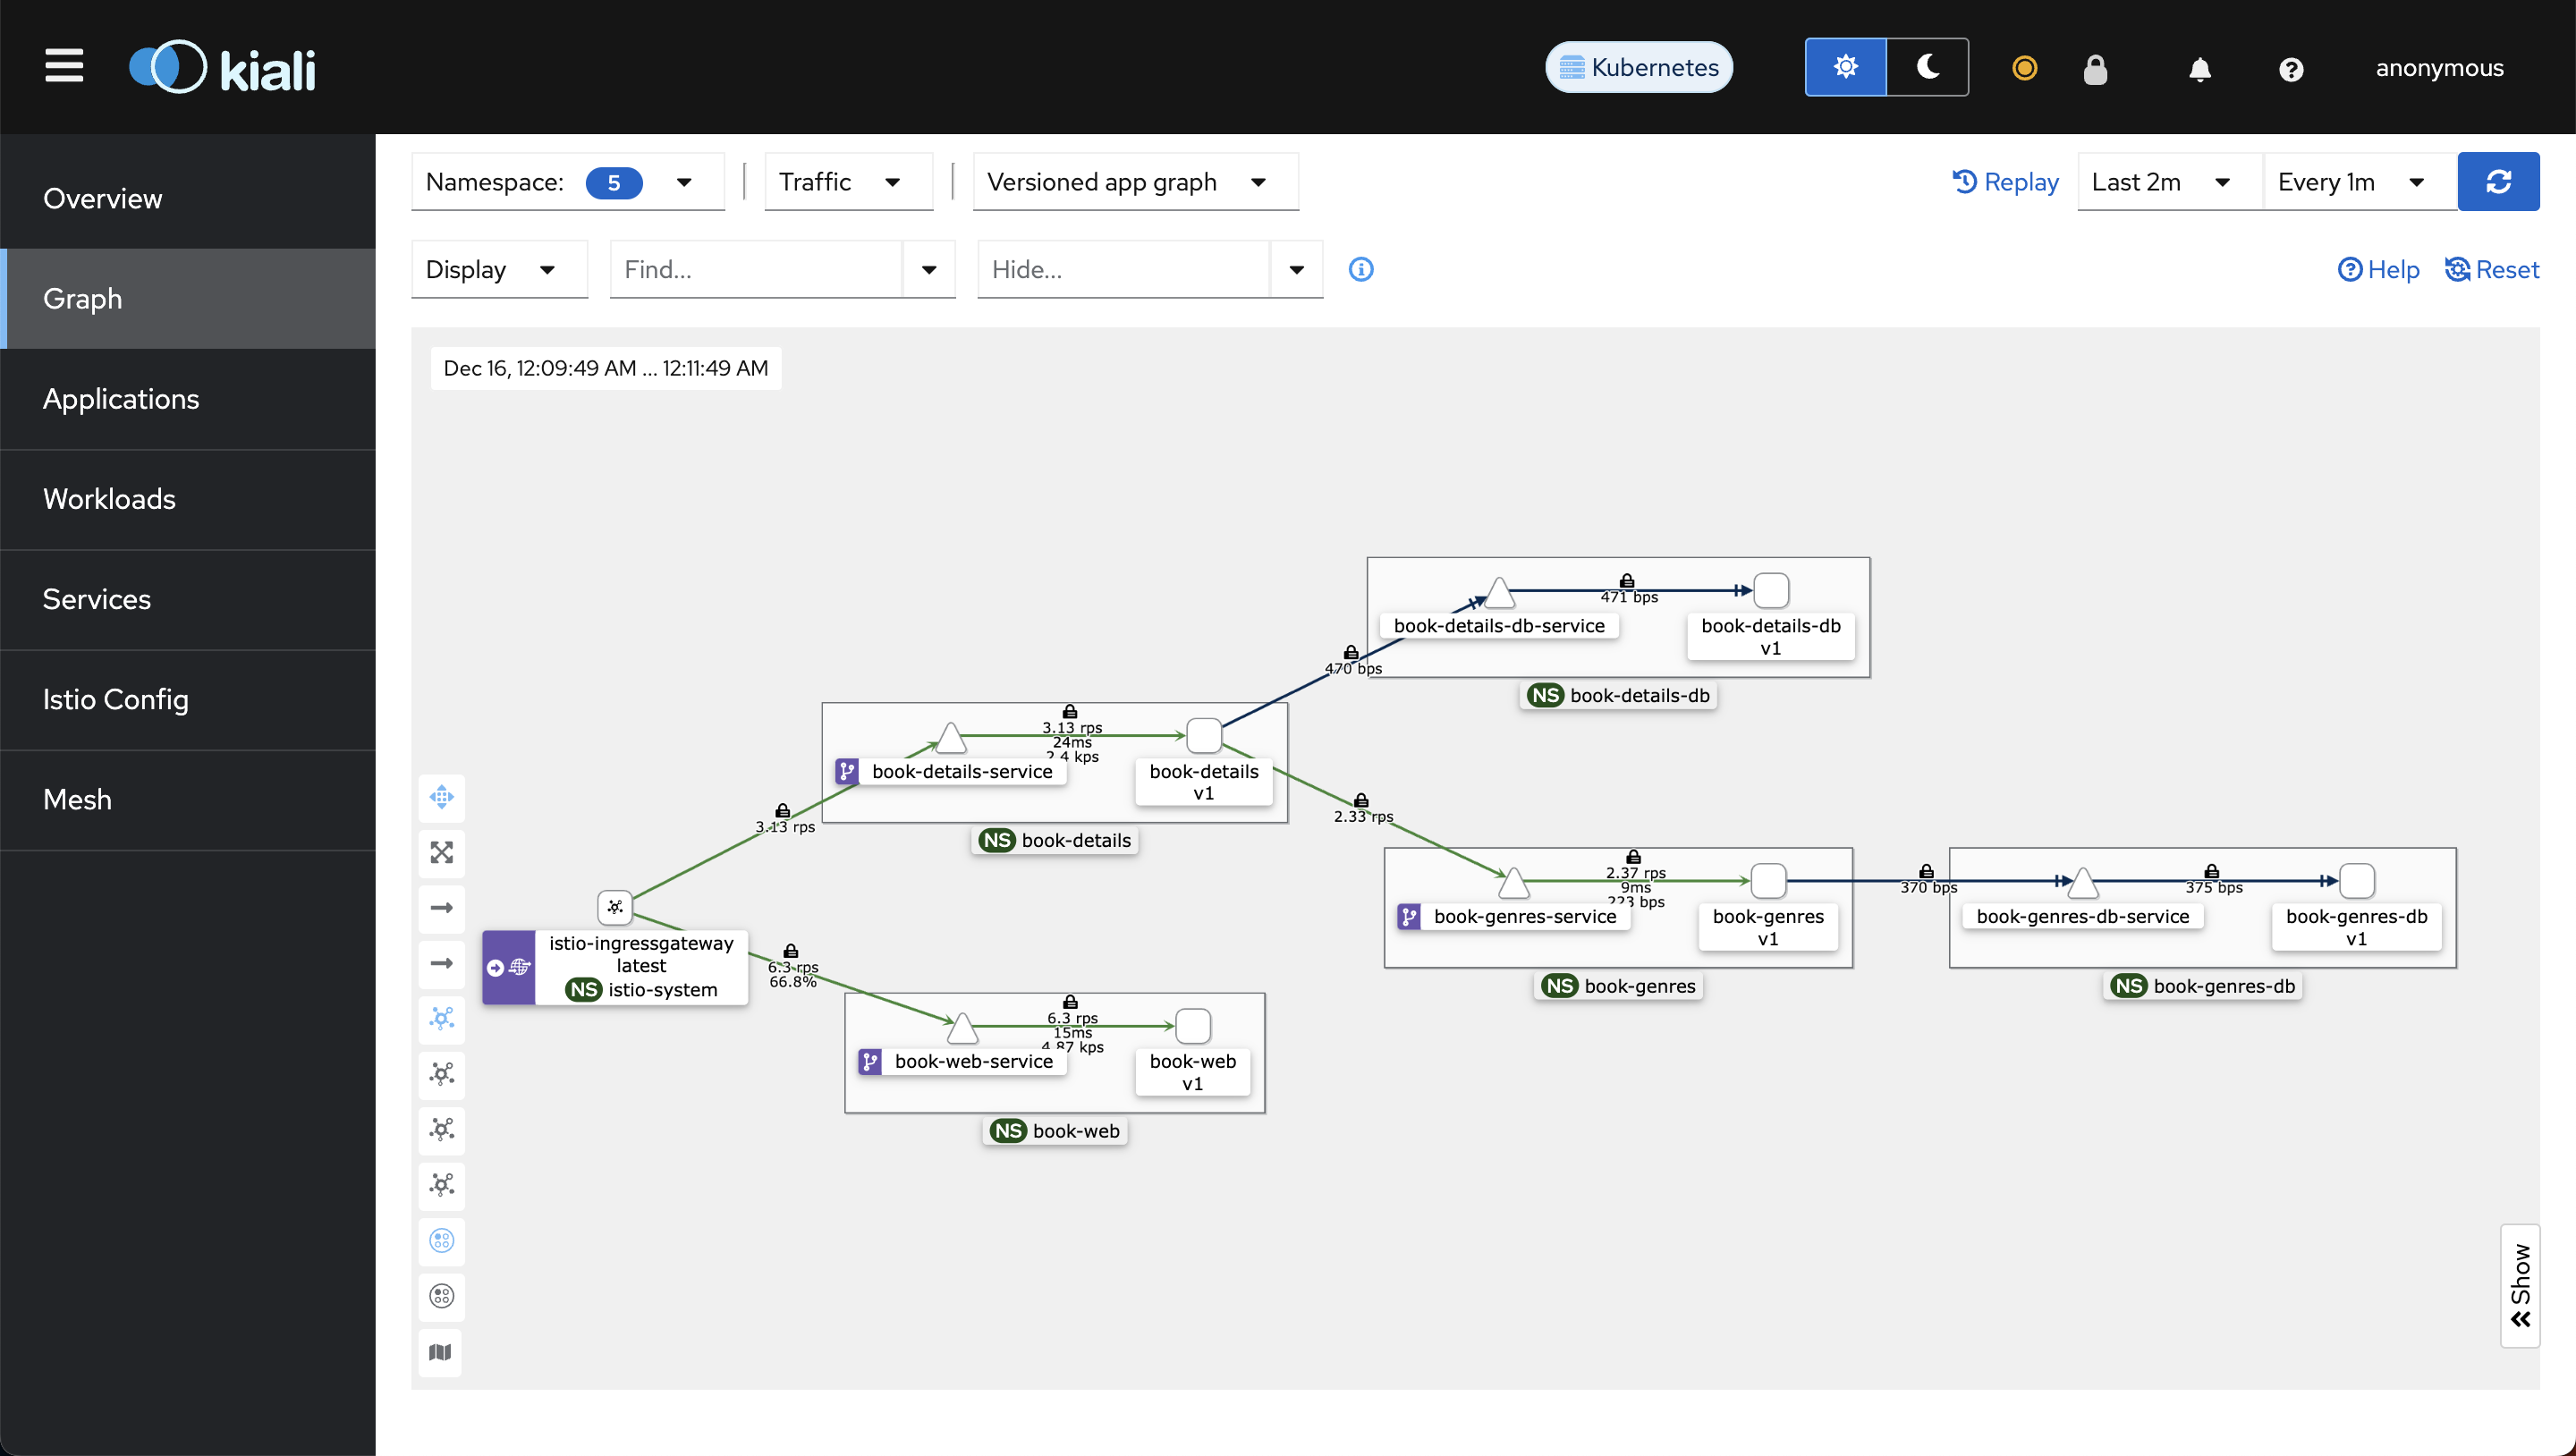 kiali
Kubernetes
anonymous
Overview
Graph
Applications
Workloads
Services
Istio Config
Mesh
Namespace: 5
Traffic
Versioned app graph
Replay
Last 2m
Every 1m
Display
Find...
Hide...
Help
Reset
Dec 16, 12:09:49 AM ... 12:11:49 AM
471 bps
book-details-db-service
book-details-db
v1
470 bps
NS book-details-db
3.13 rps
24ms
2.4 kps
book-details-service
book-details
v1
3.13 rps
NS book-details
2.33 rps
2.37 rps
9ms
223 bps
book-genres-service
book-genres
v1
NS book-genres
370 bps
375 bps
book-genres-db-service
book-genres-db
v1
NS book-genres-db
istio-ingressgateway
latest
NS istio-system
6.3 rps
66.8%
6.3 rps
15ms
4.87 kps
book-web-service
book-web
v1
NS book-web
Show